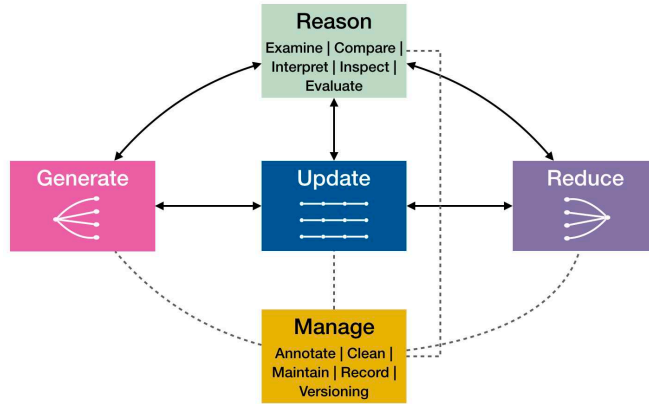 Reason
Examine | Compare |
Interpret | Inspect |
Evaluate
Generate
Update
Reduce
Manage
Annotate | Clean |
Maintain | Record |
Versioning